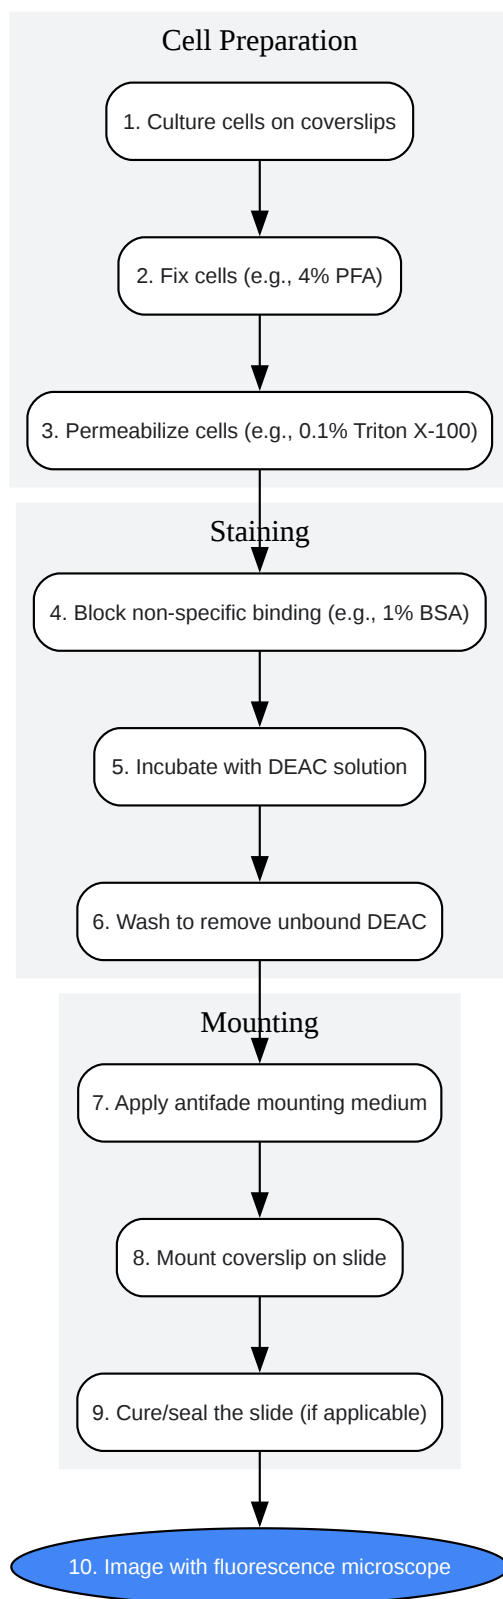 Cell Preparation
1. Culture cells on coverslips
2. Fix cells (e.g., 4% PFA)
3. Permeabilize cells (e.g., 0.1% Triton X-100)
Staining
4. Block non-specific binding (e.g., 1% BSA)
5. Incubate with DEAC solution
6. Wash to remove unbound DEAC
Mounting
7. Apply antifade mounting medium
8. Mount coverslip on slide
9. Cure/seal the slide (if applicable)
10. Image with fluorescence microscope